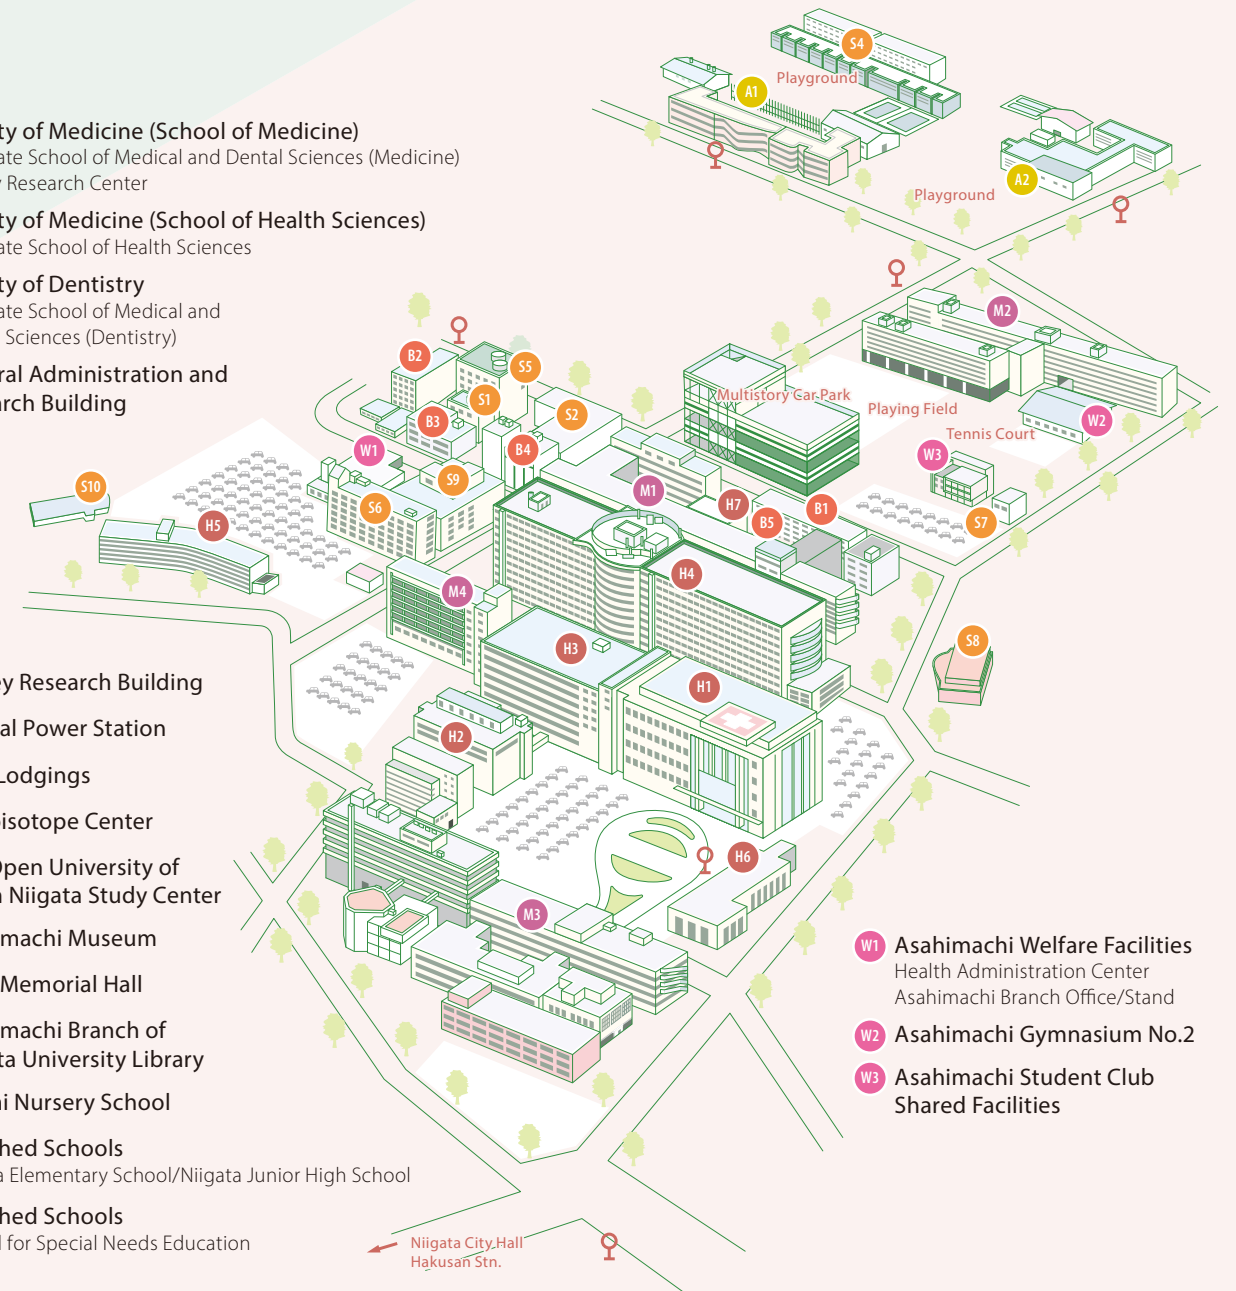 ty of Medicine (School of Medicine)
ate School of Medical and Dental Sciences (Medicine)
y Research Center
ty of Medicine (School of Health Sciences)
ate School of Health Sciences
ty of Dentistry
ate School of Medical and
Sciences (Dentistry)
ral Administration and
arch Building
ey Research Building
al Power Station
Lodgings
oisotope Center
Open University of
n Niigata Study Center
machi Museum
Memorial Hall
machi Branch of
ta University Library
ni Nursery School
hed Schools
a Elementary School/Niigata Junior High School
hed Schools
l for Special Needs Education
S4
Playground
A1
A2
Playground
M2
B2
S5
S1
S2
B3
Multistory Car Park
Playing Field
W2
Tennis Court
W1
B4
W3
S10
S9
M1
S6
H7
B1
H5
B5
S7
H4
M4
S8
H3
H1
H2
H6
M3
W1 Asahimachi Welfare Facilities
Health Administration Center
Asahimachi Branch Office/Stand
W2 Asahimachi Gymnasium No.2
W3 Asahimachi Student Club
Shared Facilities
Niigata City Hall
Hakusan Stn.